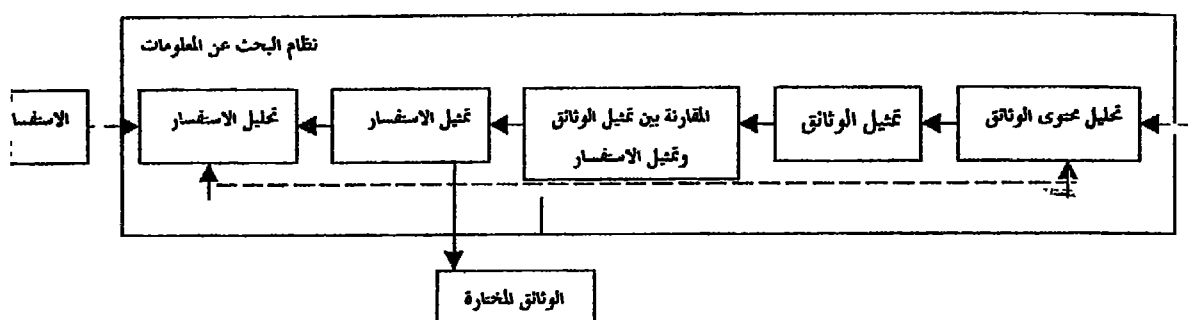 نظام البحث عن المعلومات
تحليل محتوى الوثائق
تمثيل الوثائق
المقارنة بين تمثيل الوثائق
وتمثيل الاستفسار
تمثيل الاستفسار
تحليل الاستفسار
الاستفسا
الوثائق المختارة